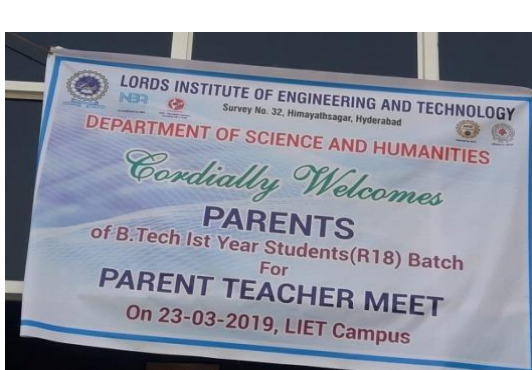 LORDS INSTITUTE OF ENGINEERING AND TECHNOLOGY
NBA
Survey No. 32, Himayathsagar, Hyderabad
DEPARTMENT OF SCIENCE AND HUMANITIES
Cordially Welcomes
PARENTS
of B.Tech Ist Year Students(R18) Batch
For
PARENT TEACHER MEET
On 23-03-2019, LIET Campus